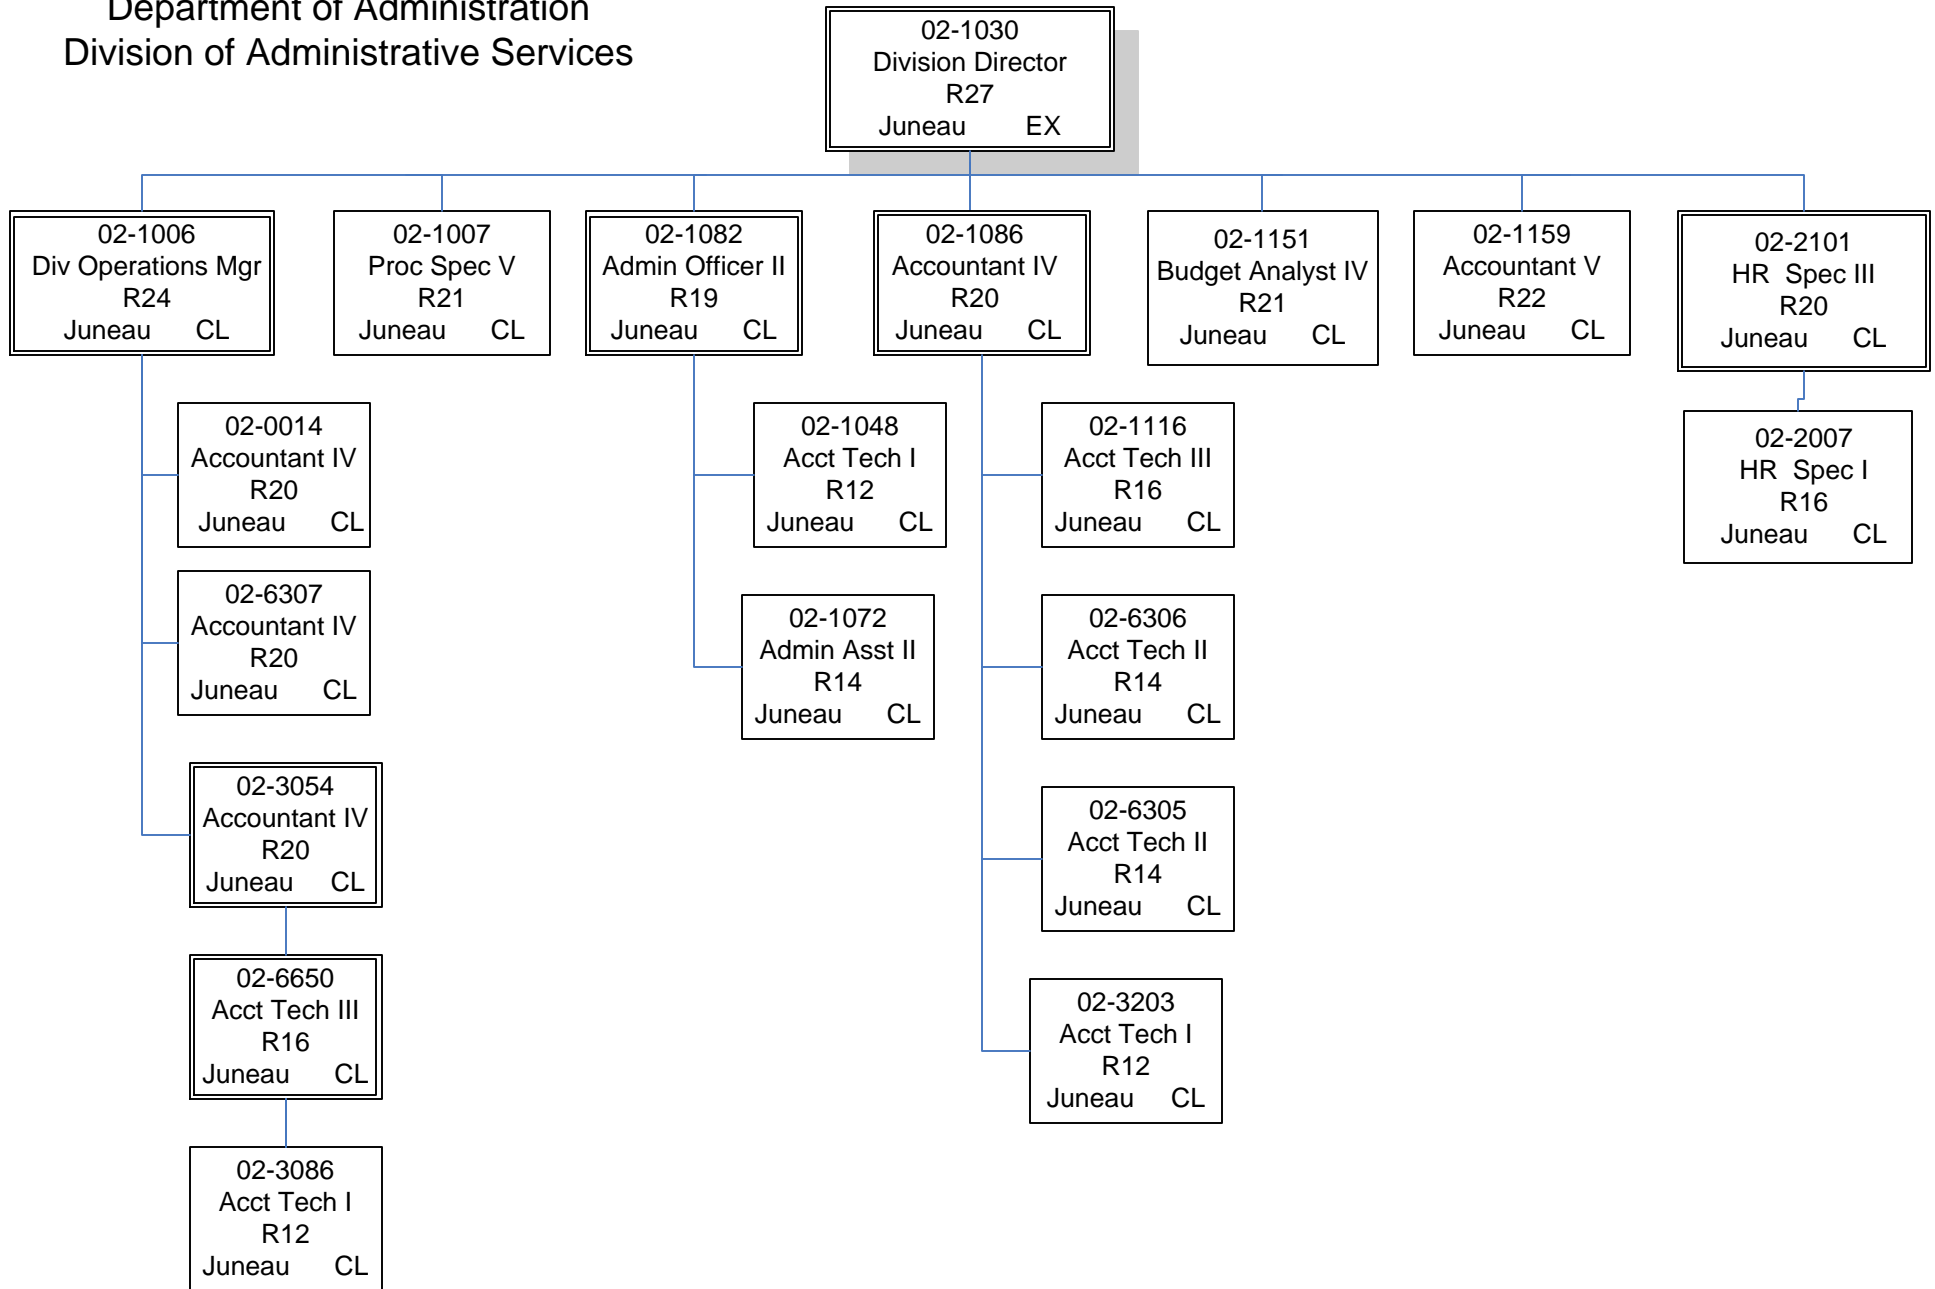 Department of Administration
Division of Administrative Services
02-1030
Division Director
R27
Juneau EX
02-1006
Div Operations Mgr
R24
Juneau CL
02-1007
Proc Spec V
R21
Juneau CL
02-1082
Admin Officer II
R19
Juneau CL
02-1086
Accountant IV
R20
Juneau CL
02-1151
Budget Analyst IV
R21
Juneau CL
02-1159
Accountant V
R22
Juneau CL
02-2101
HR Spec III
R20
Juneau CL
02-0014
Accountant IV
R20
Juneau CL
02-6307
Accountant IV
R20
Juneau CL
02-3054
Accountant IV
R20
Juneau CL
02-6650
Acct Tech III
R16
Juneau CL
02-3086
Acct Tech I
R12
Juneau CL
02-1048
Acct Tech I
R12
Juneau CL
02-1072
Admin Asst II
R14
Juneau CL
02-1116
Acct Tech III
R16
Juneau CL
02-6306
Acct Tech II
R14
Juneau CL
02-6305
Acct Tech II
R14
Juneau CL
02-3203
Acct Tech I
R12
Juneau CL
02-2007
HR Spec I
R16
Juneau CL